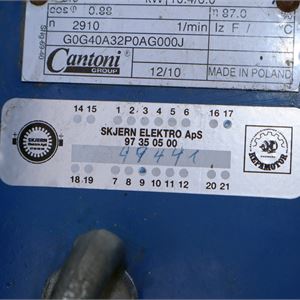 cosφ 0.88
n 2910 1/min Iz F /
G0G40A32P0AG000J
Cantoni
GROUP
12/10 MADE IN POLAND
14 15 1 2 3 4 5 6 16 17
SKJERN ELEKTRO ApS
97 35 05 00
49441
18 19 7 8 9 10 11 12 20 21
SKJERN
REPAMOTOR